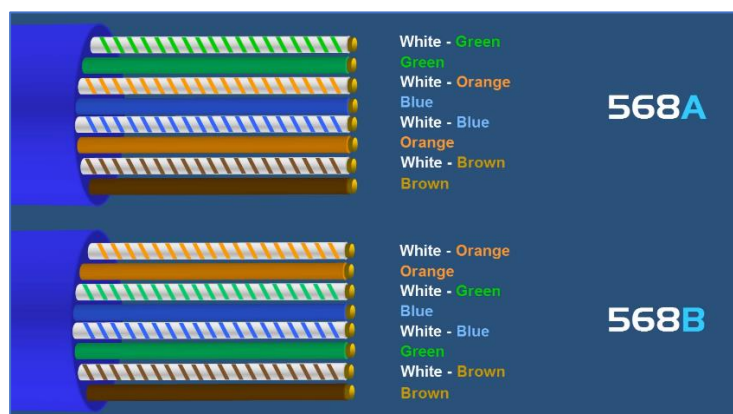 White - Green
Green
White - Orange
Blue
White - Blue
Orange
White - Brown
Brown
568A
White - Orange
Orange
White - Green
Blue
White - Blue
Green
White - Brown
Brown
568B